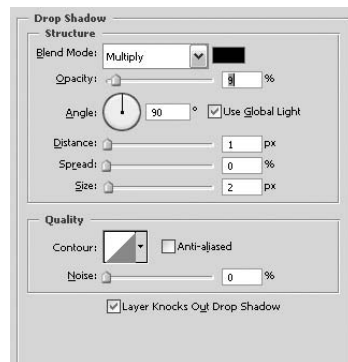 Drop Shadow
Structure
Blend Mode: Multiply
Opacity: 9 %
Angle: 90 ° Use Global Light
Distance: 1 px
Spread: 0 %
Size: 2 px
Quality
Contour: Anti-aliased
Noise: 0 %
Layer Knocks Out Drop Shadow